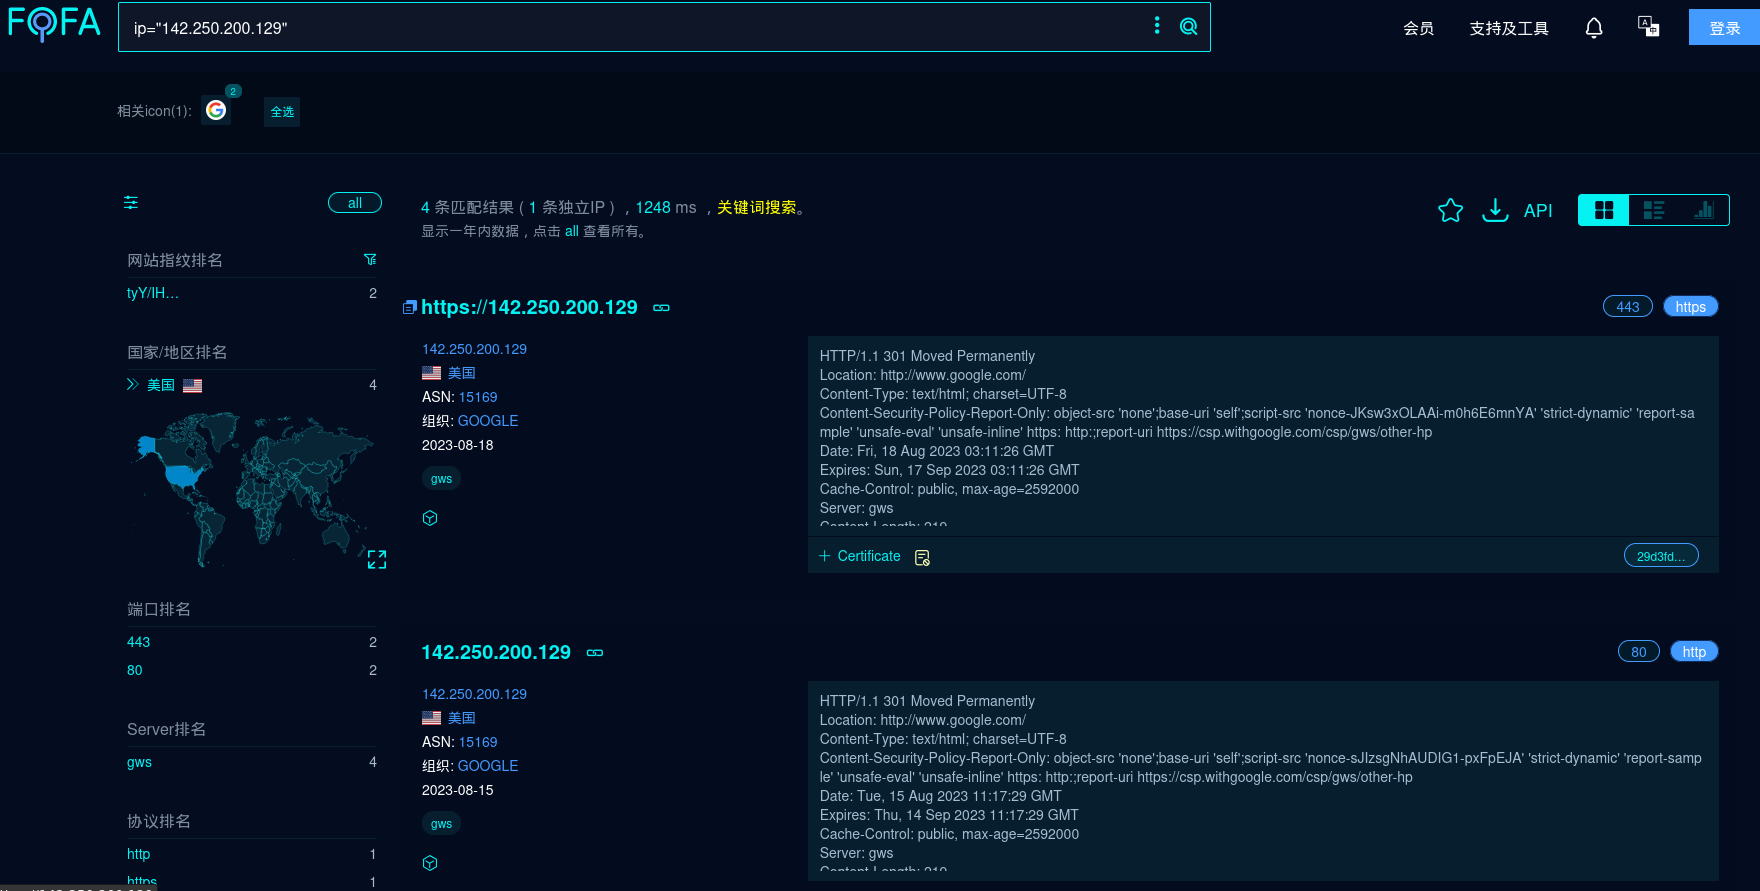 FOFA
ip="142.250.200.129"
会员
支持及工具
登录
相关icon(1):
2
全选
all
网站指纹排名
tyY/IH...
2
国家/地区排名
美国
4
端口排名
443
2
80
2
Server排名
gws
4
协议排名
http
1
https
1
4 条匹配结果 ( 1 条独立IP ) , 1248 ms , 关键词搜索。
显示一年内数据 , 点击 all 查看所有。
API
https://142.250.200.129
443
https
142.250.200.129
美国
ASN: 15169
组织: GOOGLE
2023-08-18
gws
HTTP/1.1 301 Moved Permanently
Location: http://www.google.com/
Content-Type: text/html; charset=UTF-8
Content-Security-Policy-Report-Only: object-src 'none';base-uri 'self';script-src 'nonce-JKsw3xOLAAi-m0h6E6mnYA' 'strict-dynamic' 'report-sa
mple' 'unsafe-eval' 'unsafe-inline' https: http:;report-uri https://csp.withgoogle.com/csp/gws/other-hp
Date: Fri, 18 Aug 2023 03:11:26 GMT
Expires: Sun, 17 Sep 2023 03:11:26 GMT
Cache-Control: public, max-age=2592000
Server: gws
Content-Length: 219
+ Certificate
29d3fd...
142.250.200.129
80
http
142.250.200.129
美国
ASN: 15169
组织: GOOGLE
2023-08-15
gws
HTTP/1.1 301 Moved Permanently
Location: http://www.google.com/
Content-Type: text/html; charset=UTF-8
Content-Security-Policy-Report-Only: object-src 'none';base-uri 'self';script-src 'nonce-sJIzsgNhAUDIG1-pxFpEJA' 'strict-dynamic' 'report-samp
le' 'unsafe-eval' 'unsafe-inline' https: http:;report-uri https://csp.withgoogle.com/csp/gws/other-hp
Date: Tue, 15 Aug 2023 11:17:29 GMT
Expires: Thu, 14 Sep 2023 11:17:29 GMT
Cache-Control: public, max-age=2592000
Server: gws
Content-Length: 219